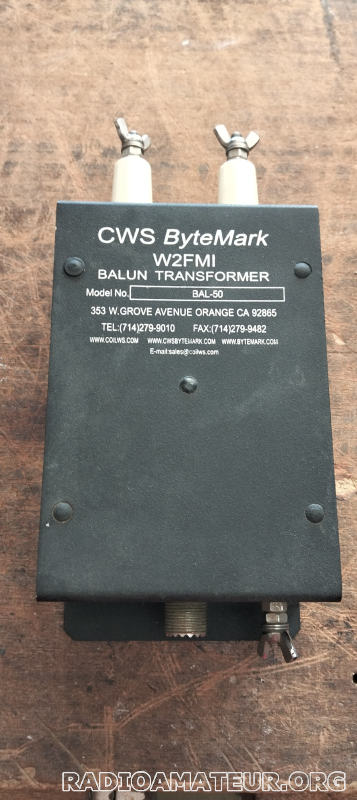 CWS ByteMark
W2FMI
BALUN TRANSFORMER
Model No. BAL-50
353 W.GROVE AVENUE ORANGE CA 92865
TEL:(714)279-9010 FAX:(714)279-9482
WWW.COILWS.COM WWW.CWSBYTEMARK.COM WWW.BYTEMARK.COM
E-mail:sales@coilws.com
RADIOAMATEUR.ORG